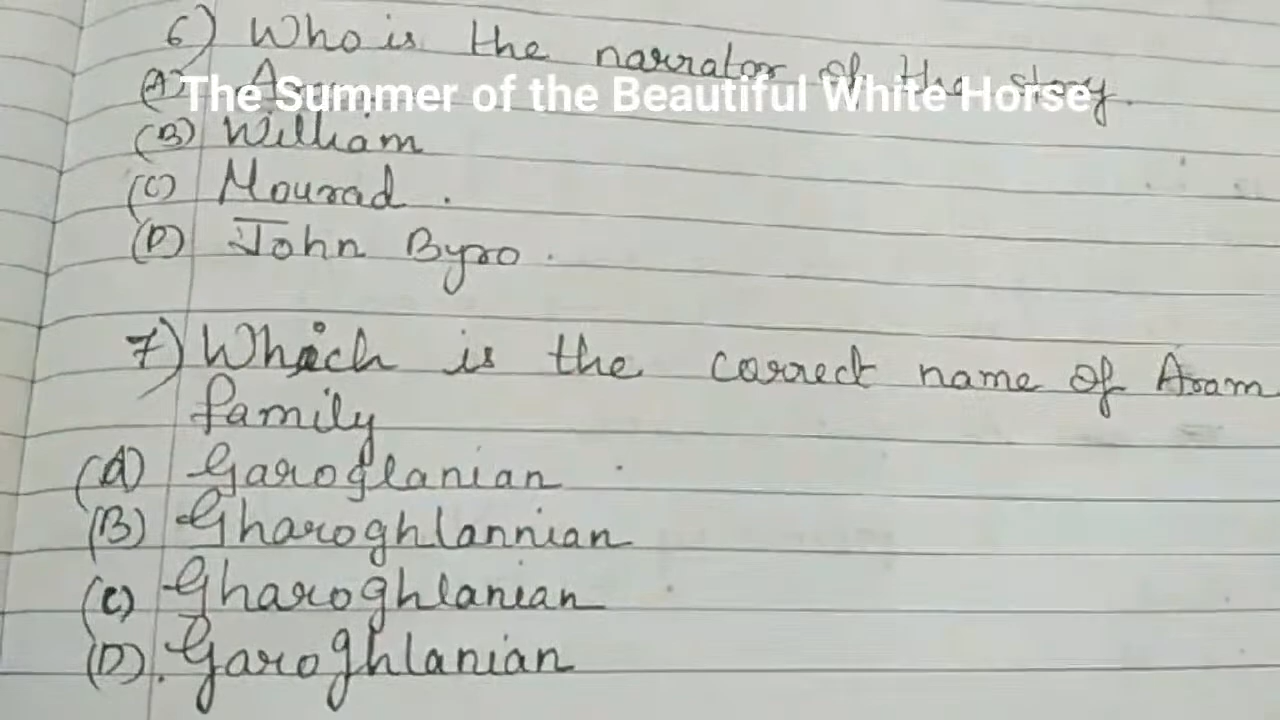 6) Who is the narrator of the story.
The Summer of the Beautiful White Horse
(A)
(B) William
(C) Mourad .
(D) John Byro .
7) Which is the correct name of Aram
family
(A) Garoglanian .
(B) Gharoghlannian
(C) Gharoghlanian
(D). Garoghlanian